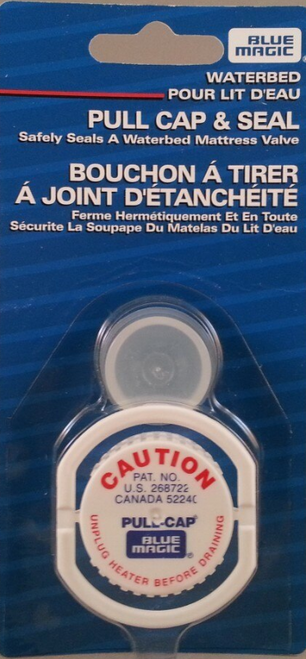 BLUE
MAGIC®
WATERBED
POUR LIT D'EAU
PULL CAP & SEAL
Safely Seals A Waterbed Mattress Valve
BOUCHON Á TIRER
Á JOINT D'ÉTANCHÉITÉ
Ferme Hermétiquement Et En Toute
Sécurite La Soupape Du Matelas Du Lit D'eau
CAUTION
PAT. NO.
U.S. 268722
CANADA 52240
PULL-CAP®
BLUE
MAGIC®
UNPLUG HEATER BEFORE DRAINING